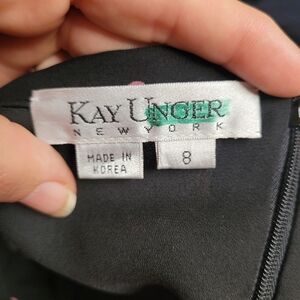 KAY UNGER
NEW YORK
MADE IN
KOREA
8